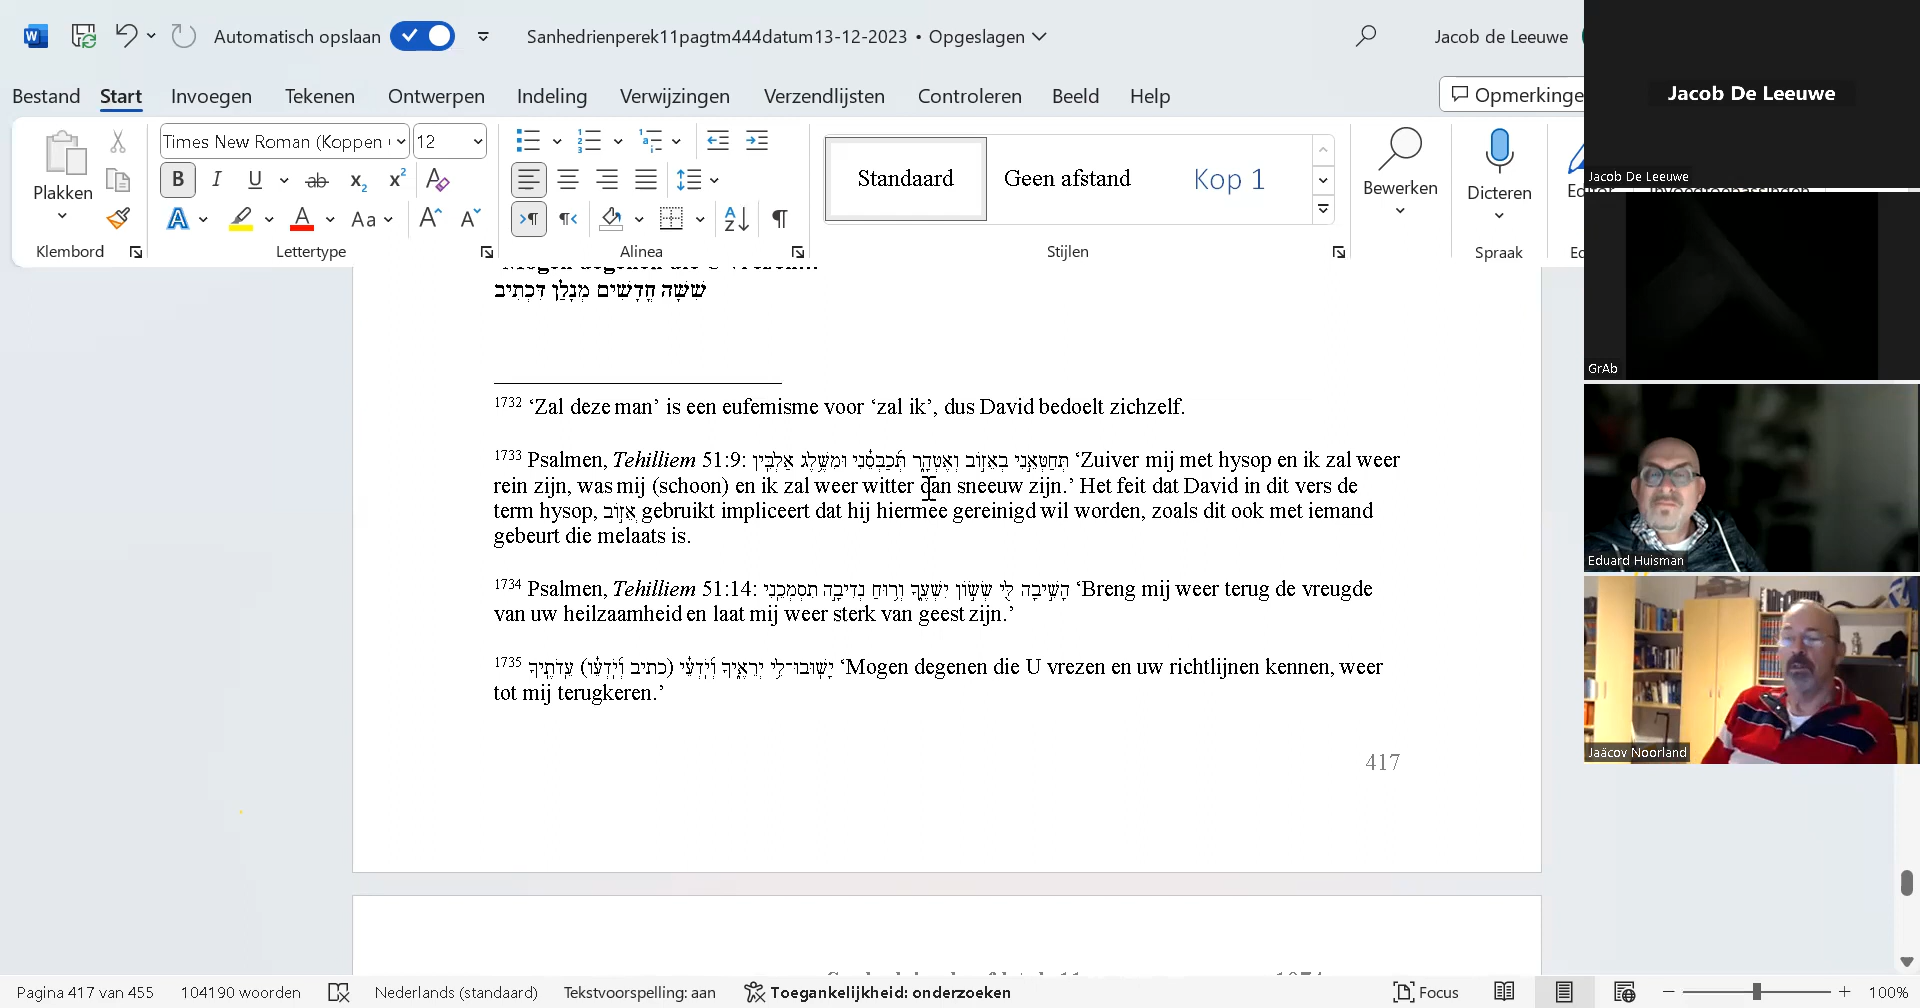 Automatisch opslaan
Sanhedrienperek11pagtm444datum13-12-2023 • Opgeslagen
Jacob de Leeuwe
Bestand Start Invoegen Tekenen Ontwerpen Indeling Verwijzingen Verzendlijsten Controleren Beeld Help
Opmerkinge
Plakken
Times New Roman (Koppen
12
Standaard
Geen afstand
Kop 1
Bewerken
Dicteren
Klembord
Lettertype
Alinea
Stijlen
Spraak
שִׁשָּׁה חֳדָשִׁים מְנָלַן דִּכְתִיב
1732 ‘Zal deze man’ is een eufemisme voor ‘zal ik’, dus David bedoelt zichzelf.
1733 Psalmen, Tehilliem 51:9: תְּחַטְּאֵ֣נִי בְאֵז֣וֹב וְאֶטְהָ֑ר תְּ֝כַבְּסֵ֗נִי וּמִשֶּׁ֥לֶג אַלְבִּֽין ‘Zuiver mij met hysop en ik zal weer
rein zijn, was mij (schoon) en ik zal weer witter dan sneeuw zijn.’ Het feit dat David in dit vers de
term hysop, אֵז֣וֹב gebruikt impliceert dat hij hiermee gereinigd wil worden, zoals dit ook met iemand
gebeurt die melaats is.
1734 Psalmen, Tehilliem 51:14: הָשִׁ֣יבָה לִּ֭י שְׂשׂ֣וֹן יִשְׁעֶ֑ךָ וְר֖וּחַ נְדִיבָ֣ה תִסְמְכֵֽנִי ‘Breng mij weer terug de vreugde
van uw heilzaamheid en laat mij weer sterk van geest zijn.’
1735 יָשׁ֣וּבוּ־לִ֣י יְרֵאֶ֑יךָ וְ֝יֹדְעֵ֗י (כתיב וְ֝יֹדְע֗וּ) עֵדֹתֶֽיךָ ‘Mogen degenen die U vrezen en uw richtlijnen kennen, weer
tot mij terugkeren.’
417
Jacob De Leeuwe
Jacob De Leeuwe
GrAb
Eduard Huisman
Jaäcov Noorland
Pagina 417 van 455 104190 woorden Nederlands (standaard) Tekstvoorspelling: aan Toegankelijkheid: onderzoeken Focus 100%